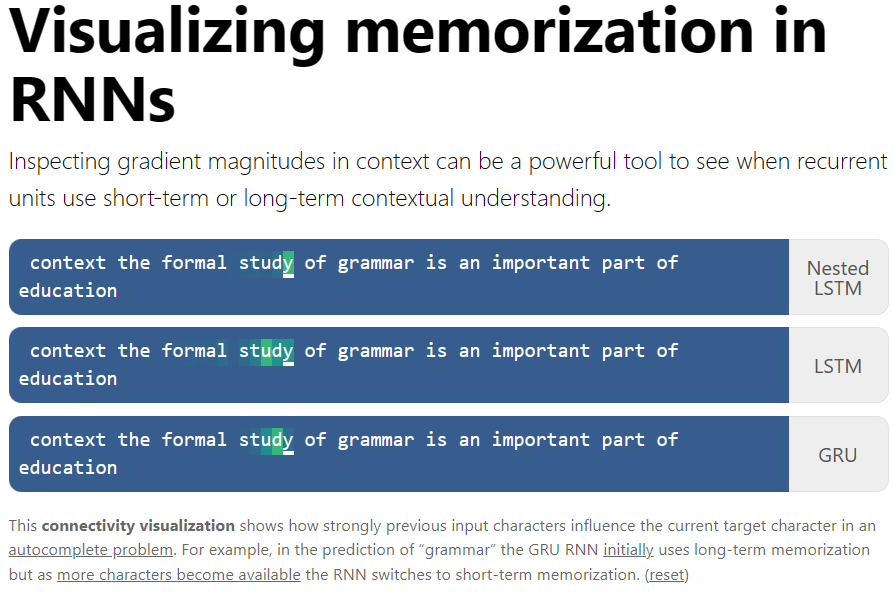 Visualizing memorization in
RNNs
Inspecting gradient magnitudes in context can be a powerful tool to see when recurrent
units use short-term or long-term contextual understanding.
context the formal study of grammar is an important part of
education
Nested
LSTM
context the formal study of grammar is an important part of
education
LSTM
context the formal study of grammar is an important part of
education
GRU
This connectivity visualization shows how strongly previous input characters influence the current target character in an
autocomplete problem. For example, in the prediction of “grammar” the GRU RNN initially uses long-term memorization
but as more characters become available the RNN switches to short-term memorization. (reset)